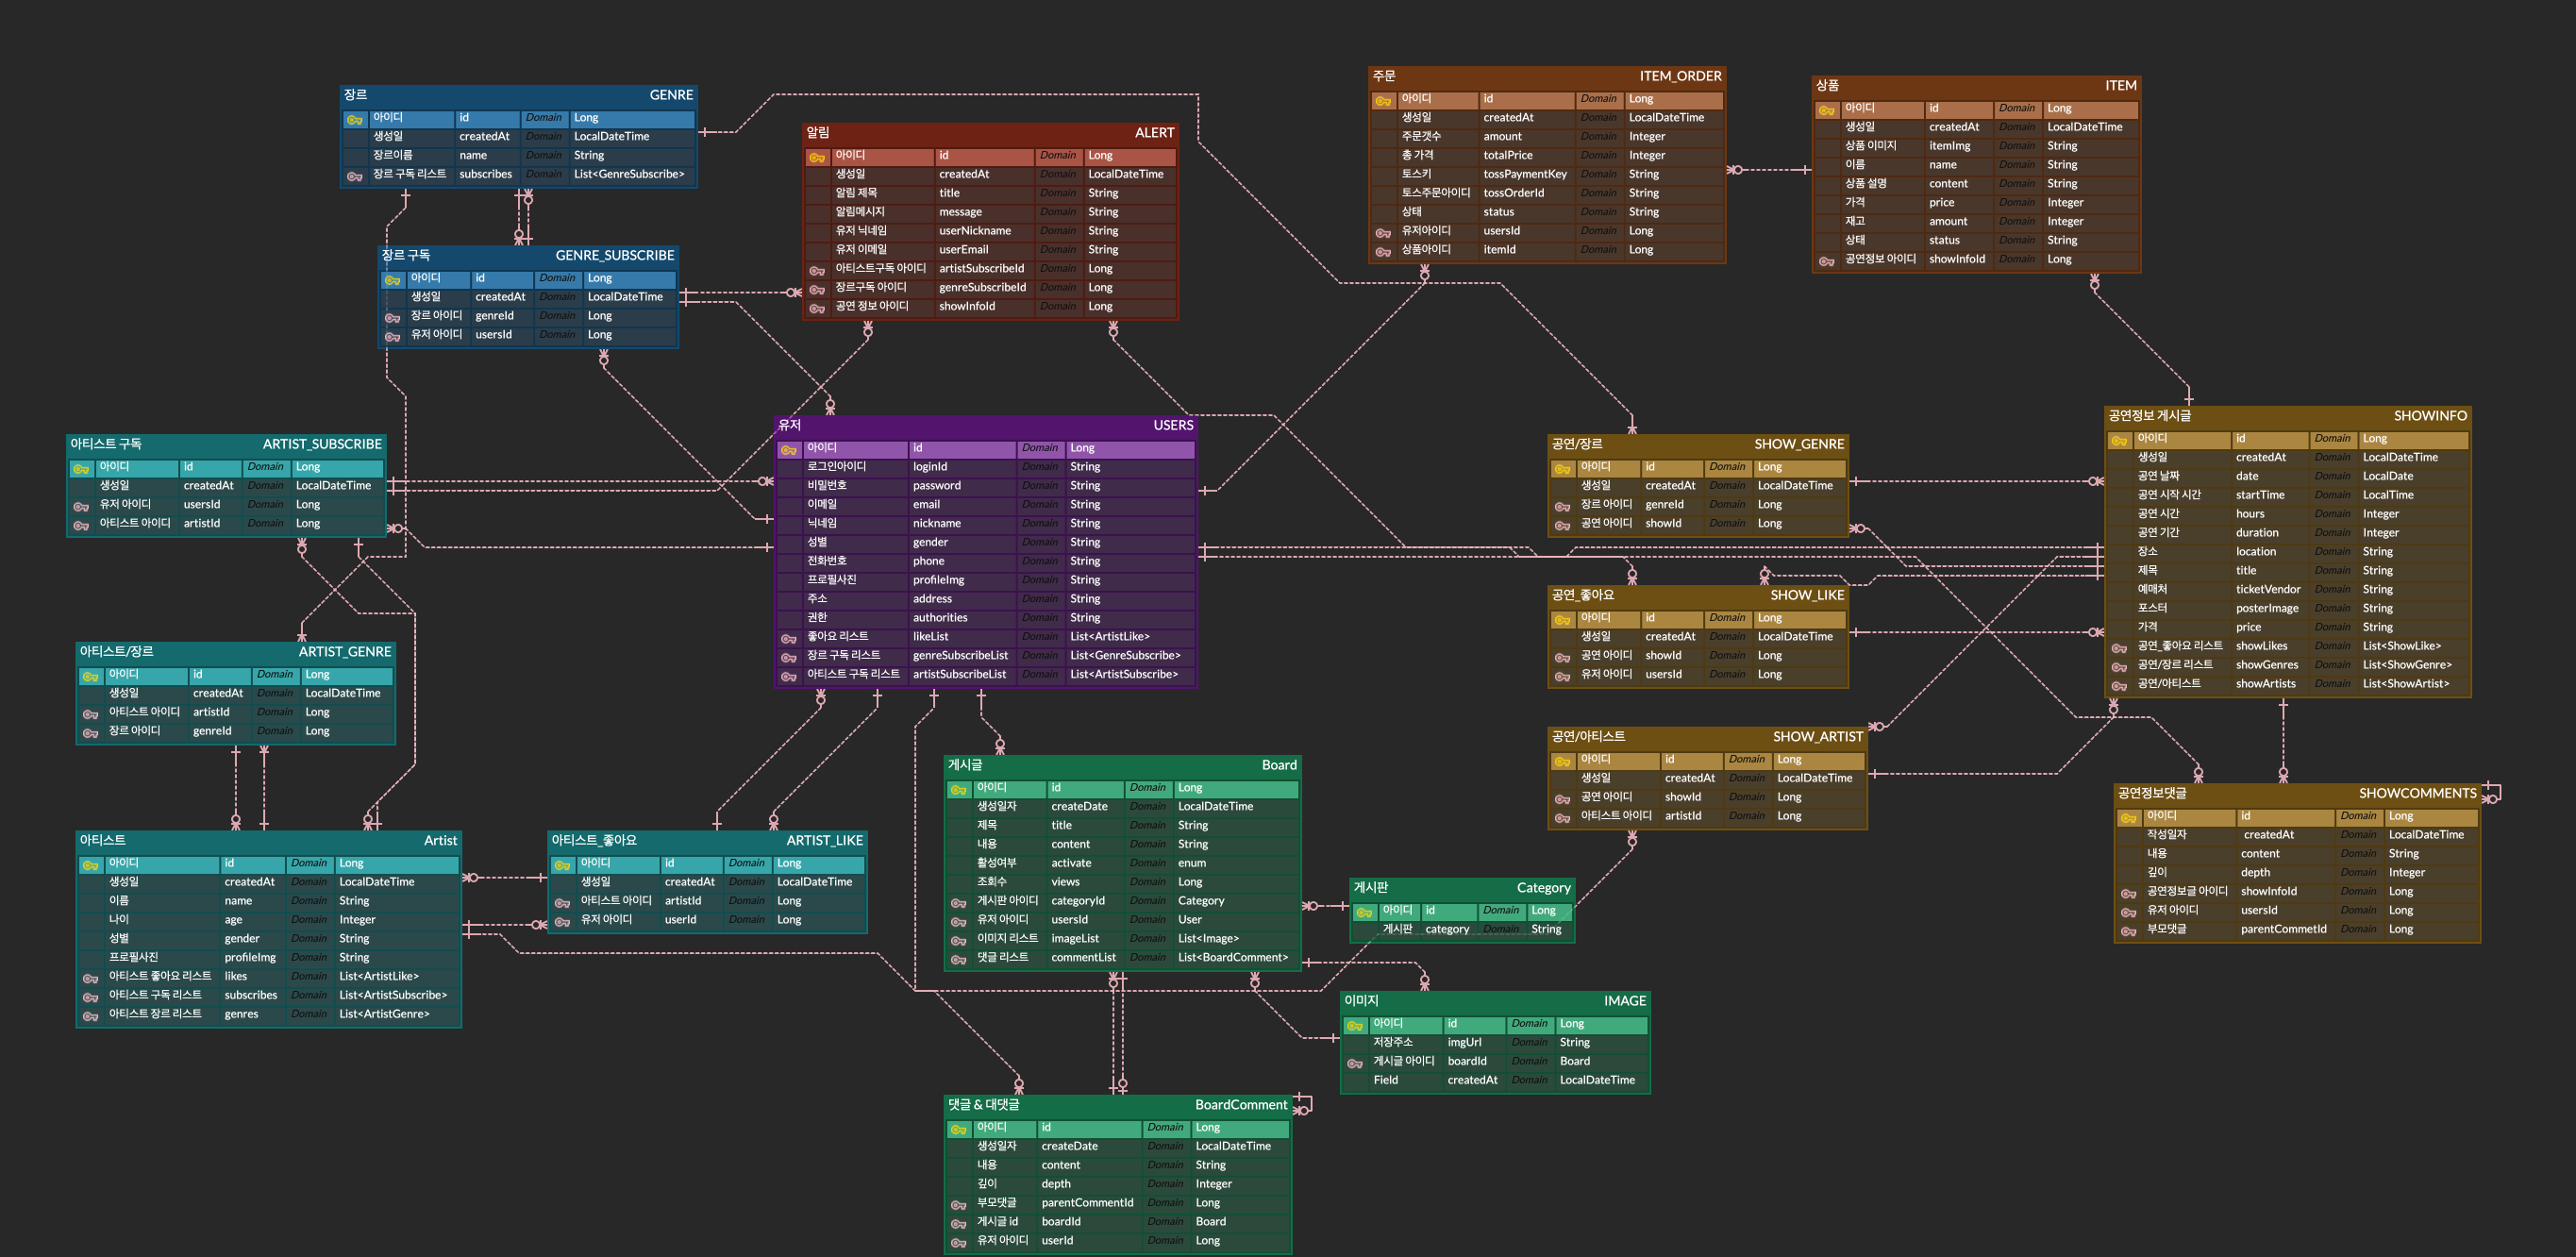 장르 GENRE
아이디 id Domain Long
생성일 createdAt Domain LocalDateTime
장르이름 name Domain String
장르 구독 리스트 subscribes Domain List<GenreSubscribe>
장르 구독 GENRE_SUBSCRIBE
아이디 id Domain Long
생성일 createdAt Domain LocalDateTime
장르 아이디 genreId Domain Long
유저 아이디 usersId Domain Long
알림 ALERT
아이디 id Domain Long
생성일 createdAt Domain LocalDateTime
알림 제목 title Domain String
알림메시지 message Domain String
유저 닉네임 userNickname Domain String
유저 이메일 userEmail Domain String
아티스트구독 아이디 artistSubscribeId Domain Long
장르구독 아이디 genreSubscribeId Domain Long
공연 정보 아이디 showInfoId Domain Long
주문 ITEM_ORDER
아이디 id Domain Long
생성일 createdAt Domain LocalDateTime
주문갯수 amount Domain Integer
총 가격 totalPrice Domain Integer
토스키 tossPaymentKey Domain String
토스주문아이디 tossOrderId Domain String
상태 status Domain String
유저아이디 usersId Domain Long
상품아이디 itemId Domain Long
상품 ITEM
아이디 id Domain Long
생성일 createdAt Domain LocalDateTime
상품 이미지 itemImg Domain String
이름 name Domain String
상품 설명 content Domain String
가격 price Domain Integer
재고 amount Domain Integer
상태 status Domain String
공연정보 아이디 showInfoId Domain Long
아티스트 구독 ARTIST_SUBSCRIBE
아이디 id Domain Long
생성일 createdAt Domain LocalDateTime
유저 아이디 usersId Domain Long
아티스트 아이디 artistId Domain Long
유저 USERS
아이디 id Domain Long
로그인아이디 loginId Domain String
비밀번호 password Domain String
이메일 email Domain String
닉네임 nickname Domain String
성별 gender Domain String
전화번호 phone Domain String
프로필사진 profileImg Domain String
주소 address Domain String
권한 authorities Domain String
좋아요 리스트 likeList Domain List<ArtistLike>
장르 구독 리스트 genreSubscribeList Domain List<GenreSubscribe>
아티스트 구독 리스트 artistSubscribeList Domain List<ArtistSubscribe>
공연/장르 SHOW_GENRE
아이디 id Domain Long
생성일 createdAt Domain LocalDateTime
장르 아이디 genreId Domain Long
공연 아이디 showId Domain Long
공연정보 게시글 SHOWINFO
아이디 id Domain Long
생성일 createdAt Domain LocalDateTime
공연 날짜 date Domain LocalDate
공연 시작 시간 startTime Domain LocalTime
공연 시간 hours Domain Integer
공연 기간 duration Domain Integer
장소 location Domain String
제목 title Domain String
예매처 ticketVendor Domain String
포스터 posterImage Domain String
가격 price Domain String
공연_좋아요 리스트 showLikes Domain List<ShowLike>
공연/장르 리스트 showGenres Domain List<ShowGenre>
공연/아티스트 showArtists Domain List<ShowArtist>
공연_좋아요 SHOW_LIKE
아이디 id Domain Long
생성일 createdAt Domain LocalDateTime
공연 아이디 showId Domain Long
유저 아이디 usersId Domain Long
아티스트/장르 ARTIST_GENRE
아이디 id Domain Long
생성일 createdAt Domain LocalDateTime
아티스트 아이디 artistId Domain Long
장르 아이디 genreId Domain Long
공연/아티스트 SHOW_ARTIST
아이디 id Domain Long
생성일 createdAt Domain LocalDateTime
공연 아이디 showId Domain Long
아티스트 아이디 artistId Domain Long
게시글 Board
아이디 id Domain Long
생성일자 createDate Domain LocalDateTime
제목 title Domain String
내용 content Domain String
활성여부 activate Domain enum
조회수 views Domain Long
게시판 아이디 categoryId Domain Category
유저 아이디 usersId Domain User
이미지 리스트 imageList Domain List<Image>
댓글 리스트 commentList Domain List<BoardComment>
공연정보댓글 SHOWCOMMENTS
아이디 id Domain Long
작성일자 createdAt Domain LocalDateTime
내용 content Domain String
깊이 depth Domain Integer
공연정보글 아이디 showInfoId Domain Long
유저 아이디 usersId Domain Long
부모댓글 parentCommetId Domain Long
아티스트 Artist
아이디 id Domain Long
생성일 createdAt Domain LocalDateTime
이름 name Domain String
나이 age Domain Integer
성별 gender Domain String
프로필사진 profileImg Domain String
아티스트 좋아요 리스트 likes Domain List<ArtistLike>
아티스트 구독 리스트 subscribes Domain List<ArtistSubscribe>
아티스트 장르 리스트 genres Domain List<ArtistGenre>
아티스트_좋아요 ARTIST_LIKE
아이디 id Domain Long
생성일 createdAt Domain LocalDateTime
아티스트 아이디 artistId Domain Long
유저 아이디 userId Domain Long
게시판 Category
아이디 id Domain Long
게시판 category Domain String
이미지 IMAGE
아이디 id Domain Long
저장주소 imgUrl Domain String
게시글 아이디 boardId Domain Board
Field createdAt Domain LocalDateTime
댓글 & 대댓글 BoardComment
아이디 id Domain Long
생성일자 createDate Domain LocalDateTime
내용 content Domain String
깊이 depth Domain Integer
부모댓글 parentCommentId Domain Long
게시글 id boardId Domain Board
유저 아이디 userId Domain Long